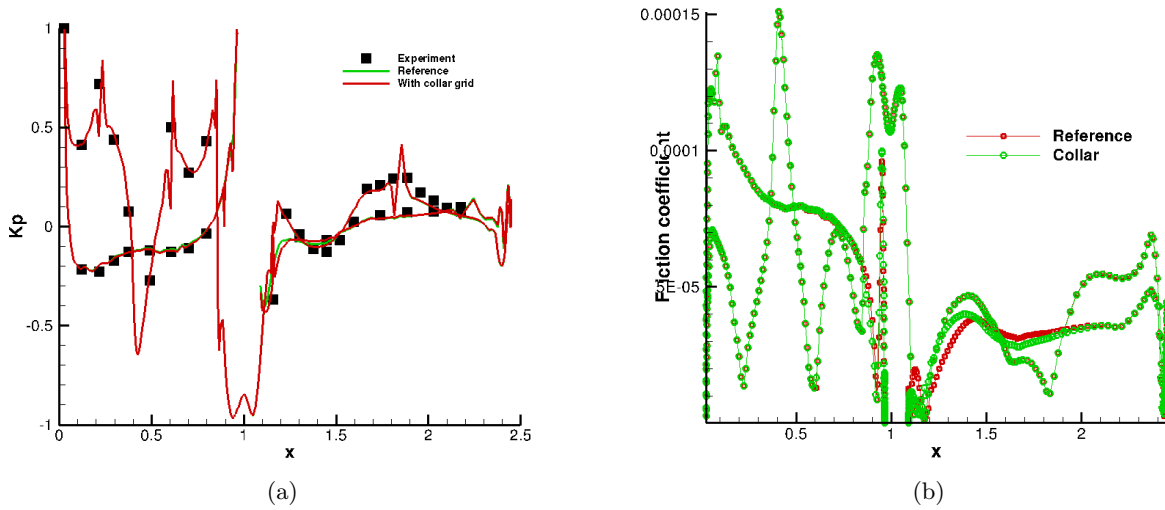 1
Experiment
Reference
With collar grid
0.5
Kp
0
-0.5
-1
0
0.5
1
1.5
2
2.5
x
(a)
0.00015
Reference
Collar
0.0001
Friction coefficient
5E-05
0.5
1
1.5
2
x
(b)